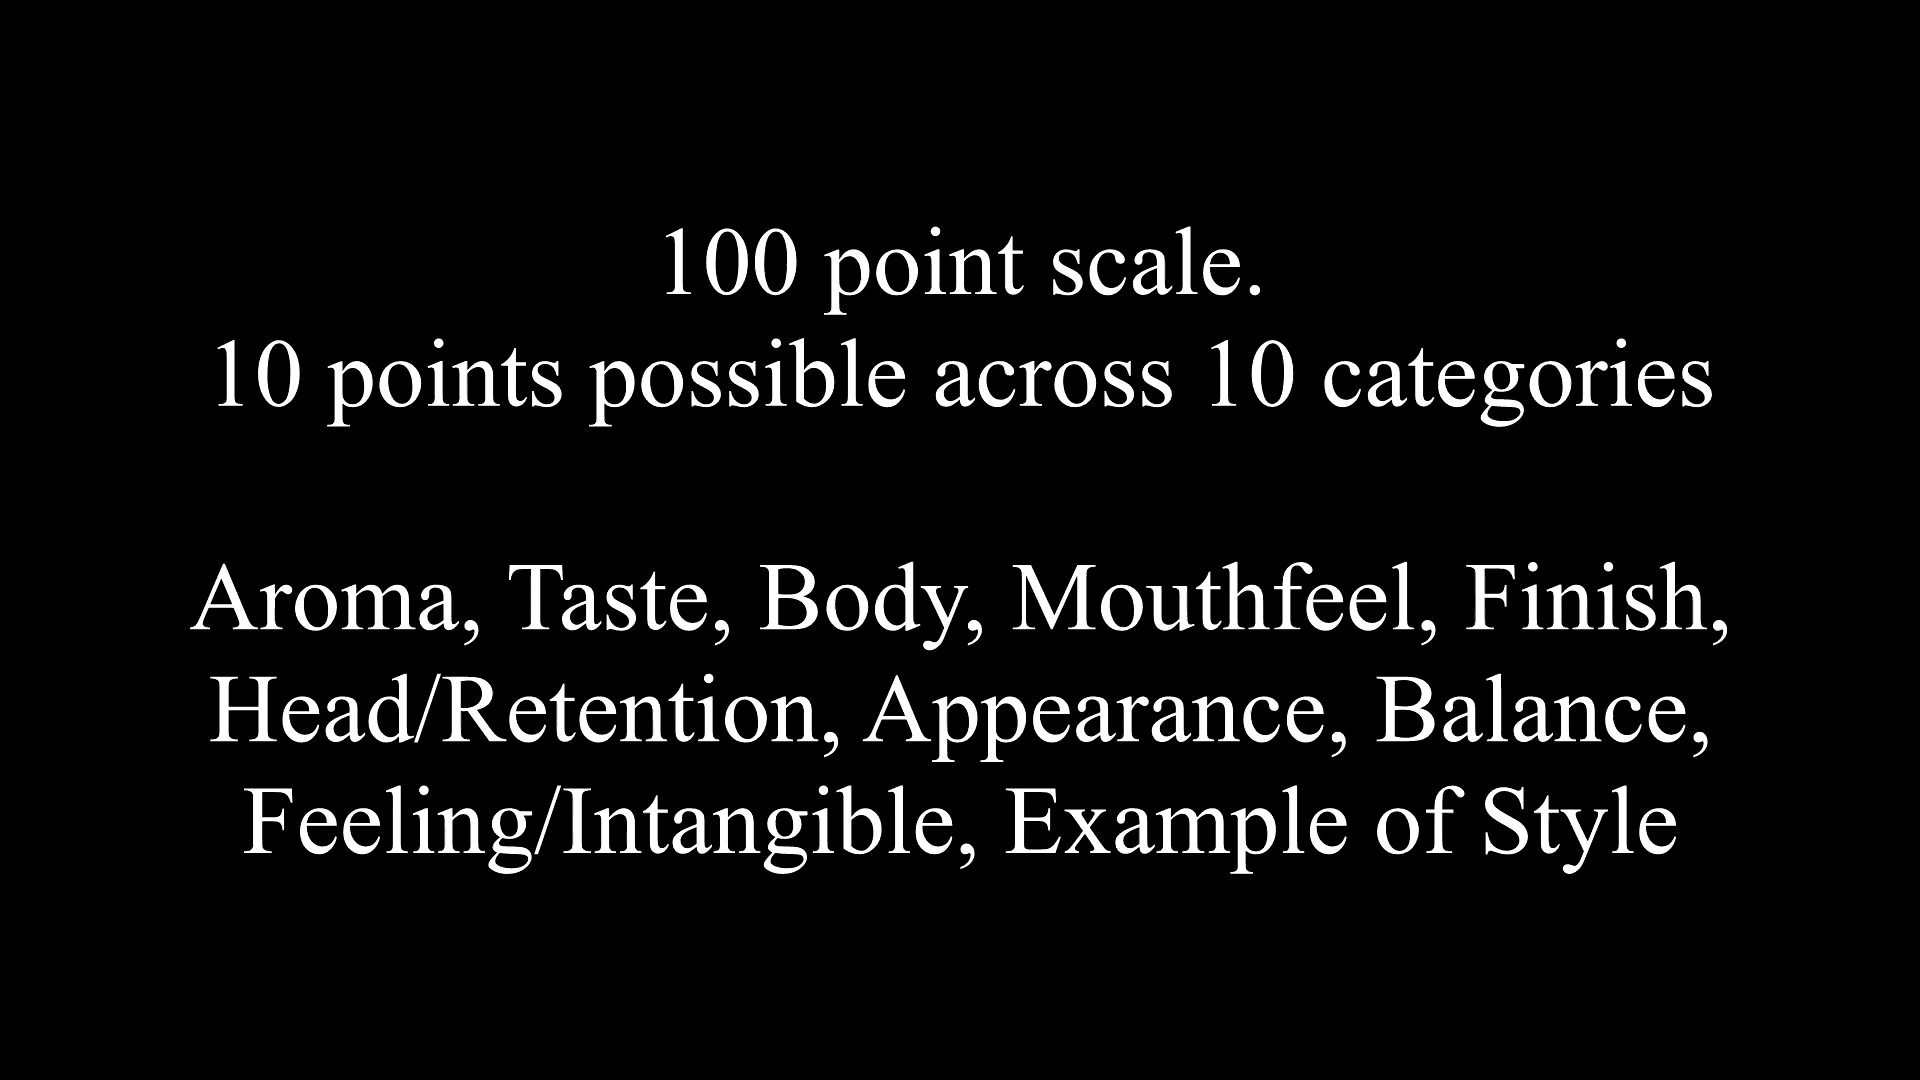 100 point scale.
10 points possible across 10 categories
Aroma, Taste, Body, Mouthfeel, Finish,
Head/Retention, Appearance, Balance,
Feeling/Intangible, Example of Style